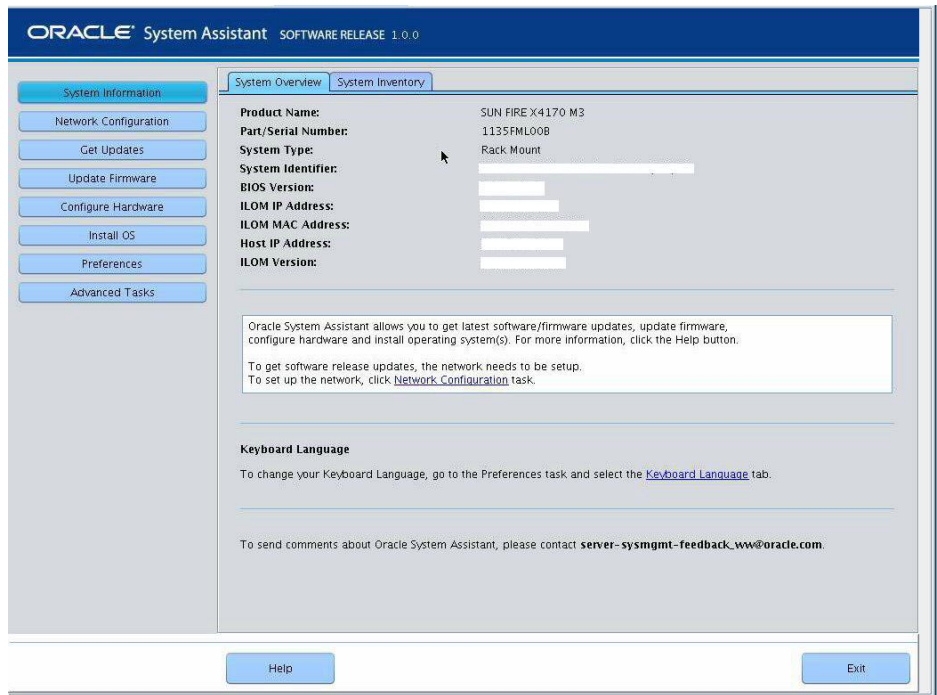 ORACLE System Assistant SOFTWARE RELEASE 1.0.0
System Information
Network Configuration
Get Updates
Update Firmware
Configure Hardware
Install OS
Preferences
Advanced Tasks
System Overview System Inventory
Product Name: SUN FIRE X4170 M3
Part/Serial Number: 1135FML00B
System Type: Rack Mount
System Identifier:
BIOS Version:
ILOM IP Address:
ILOM MAC Address:
Host IP Address:
ILOM Version:
Oracle System Assistant allows you to get latest software/firmware updates, update firmware,
configure hardware and install operating system(s). For more information, click the Help button.
To get software release updates, the network needs to be setup.
To set up the network, click Network Configuration task.
Keyboard Language
To change your Keyboard Language, go to the Preferences task and select the Keyboard Language tab.
To send comments about Oracle System Assistant, please contact server-sysmgmt-feedback_ww@oracle.com.
Help Exit